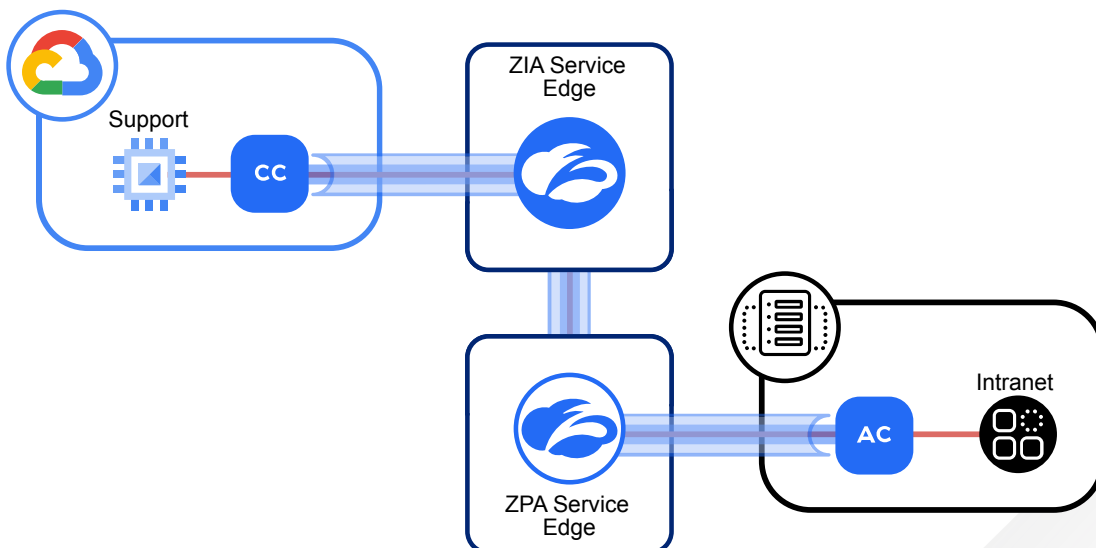 ZIA Service
Edge
Support
CC
Intranet
AC
ZPA Service
Edge